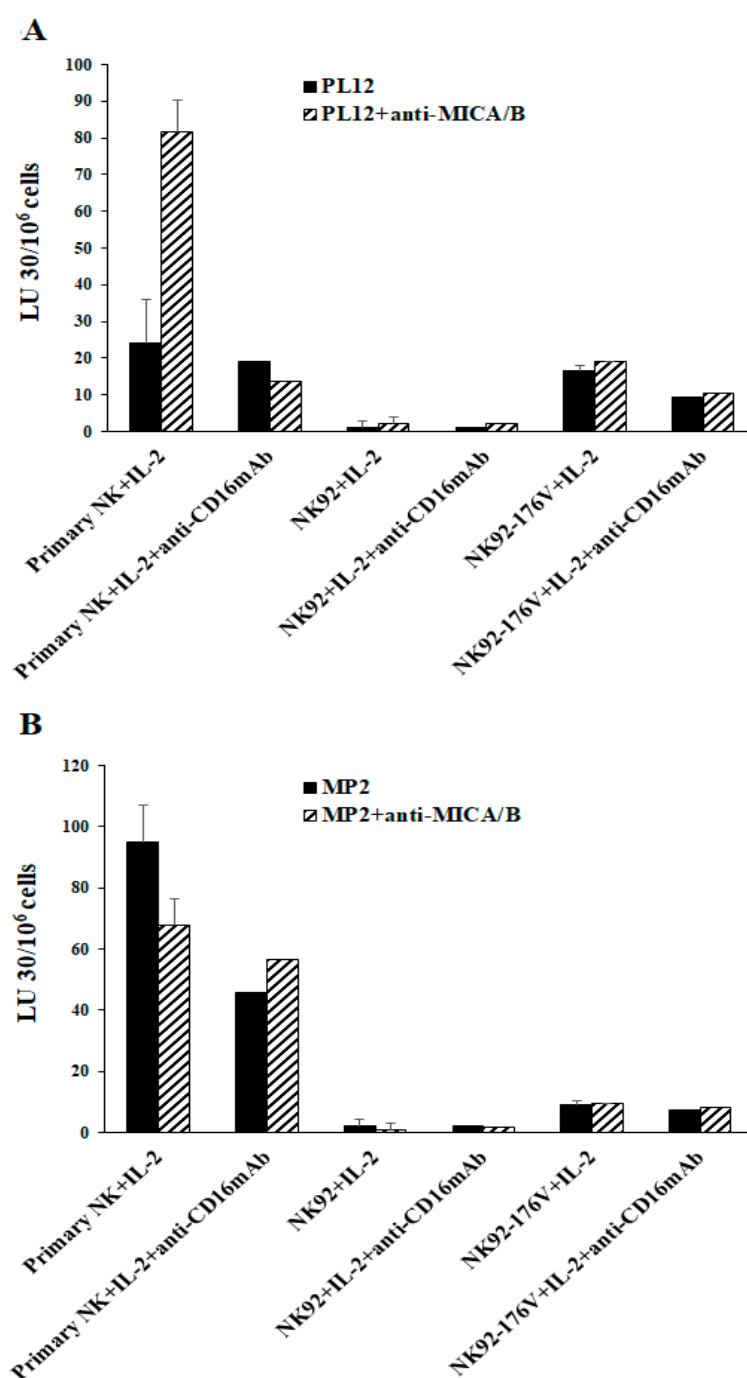 A
100
90
80
70
60
50
40
30
20
10
0
LU 30/10⁶ cells
PL12
PL12+anti-MICA/B
Primary NK+IL-2
Primary NK+IL-2+anti-CD16mAb
NK92+IL-2
NK92+IL-2+anti-CD16mAb
NK92-176V+IL-2
NK92-176V+IL-2+anti-CD16mAb
B
120
100
80
60
40
20
0
LU 30/10⁶ cells
MP2
MP2+anti-MICA/B
Primary NK+IL-2
Primary NK+IL-2+anti-CD16mAb
NK92+IL-2
NK92+IL-2+anti-CD16mAb
NK92-176V+IL-2
NK92-176V+IL-2+anti-CD16mAb